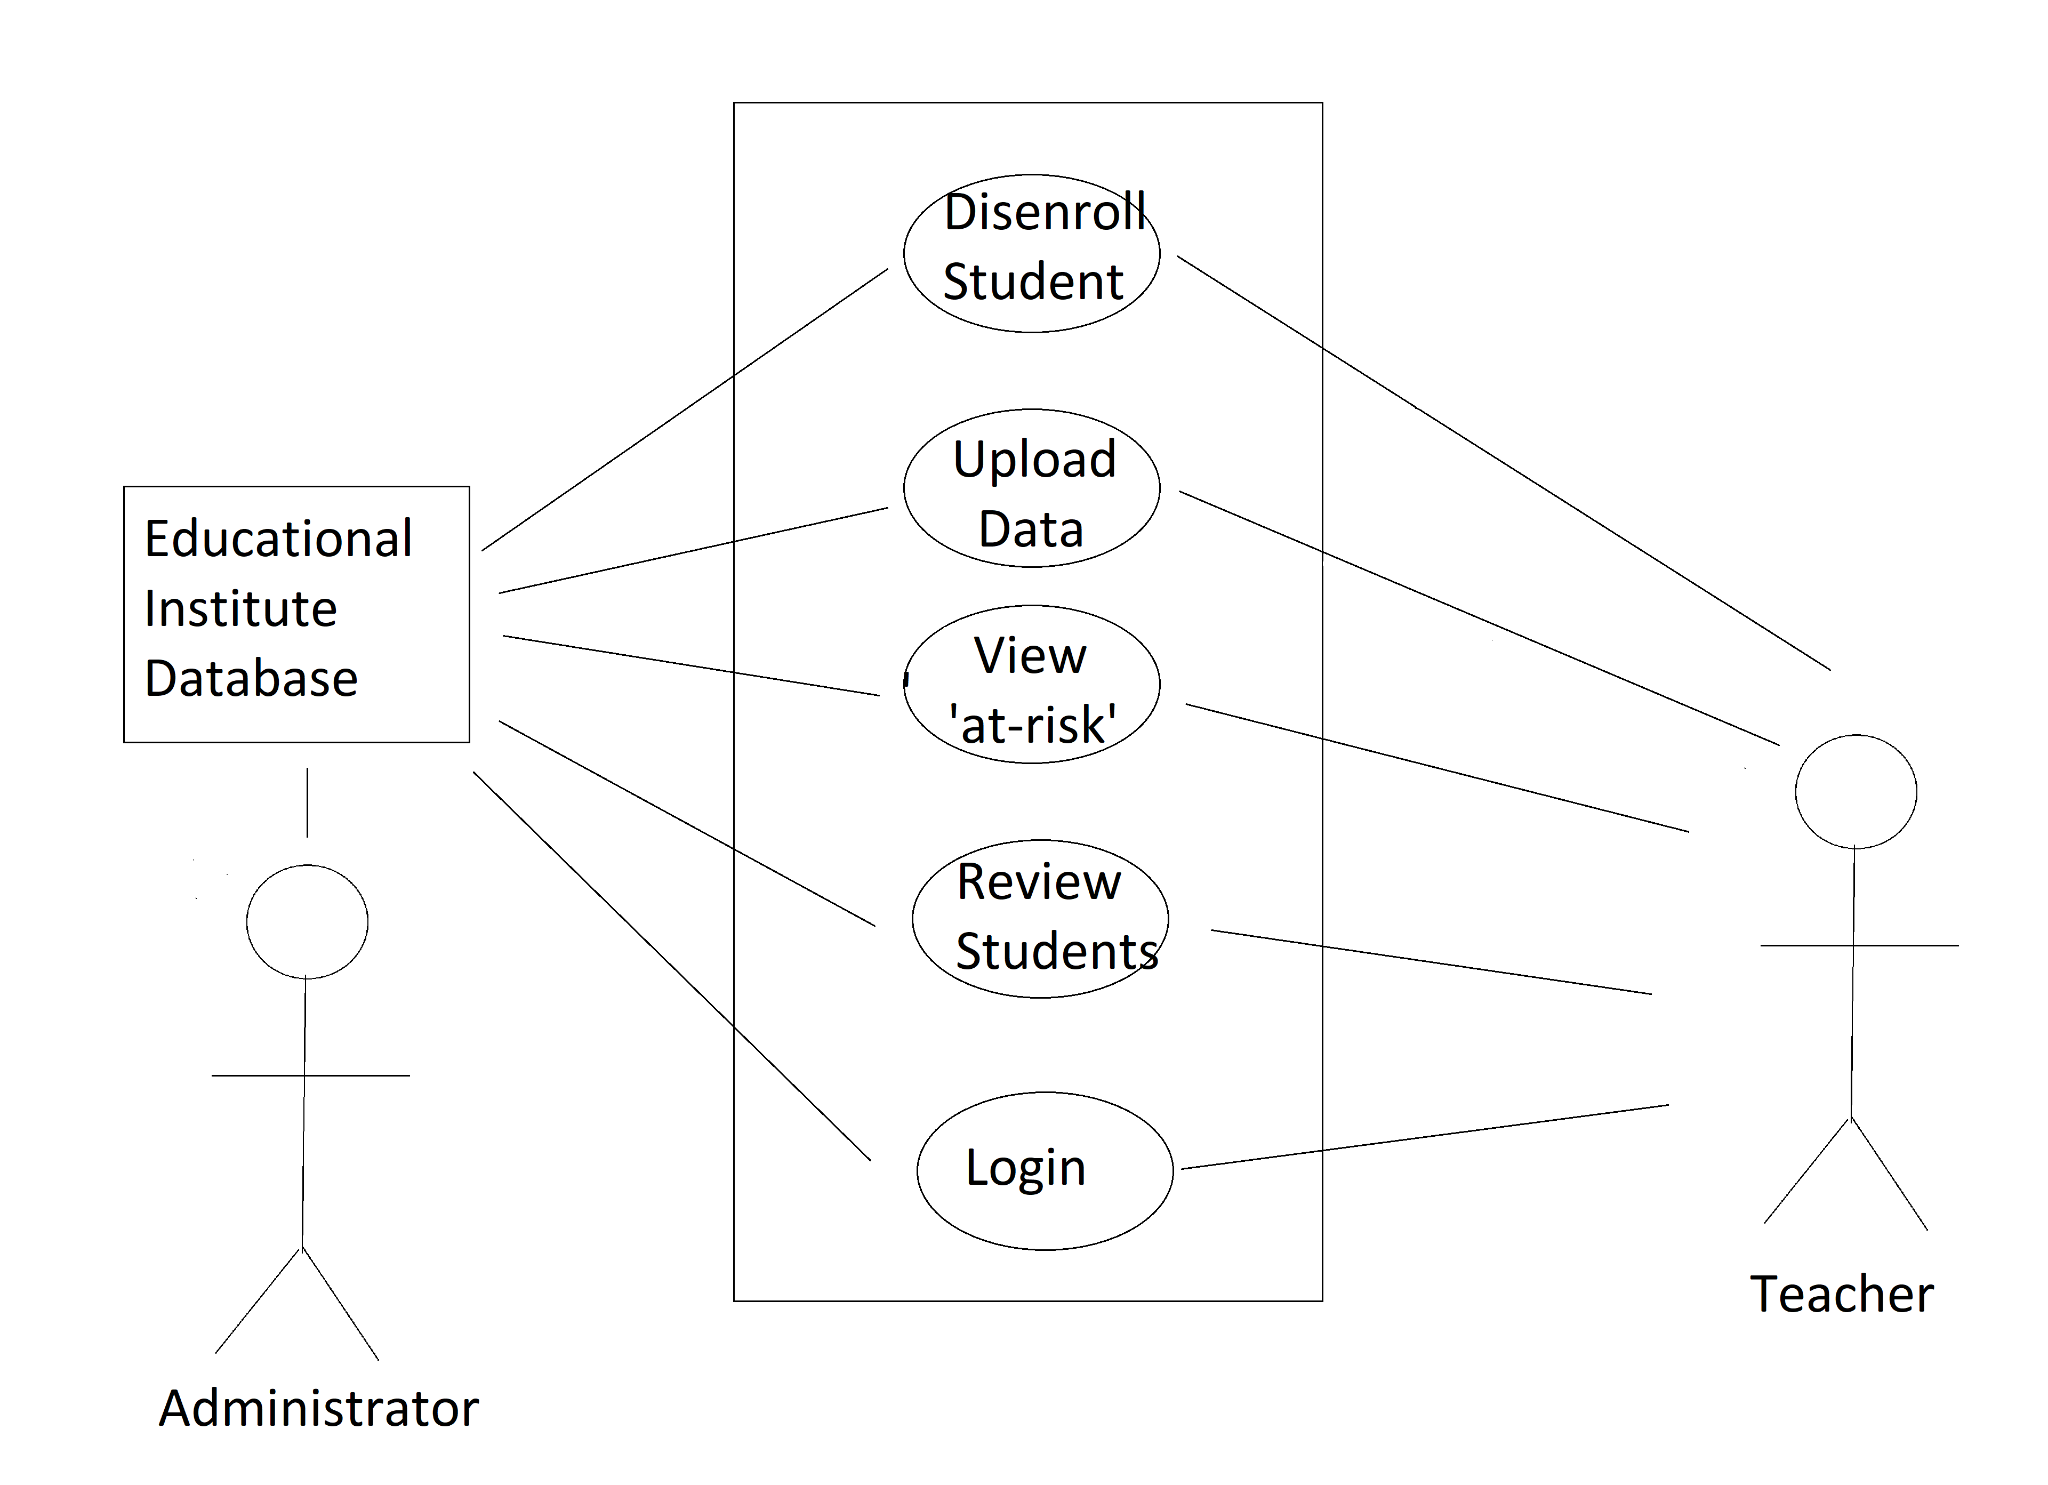 Disenroll
Student
Upload
Data
Educational
Institute
Database
View
'at-risk'
Review
Students
Login
Teacher
Administrator